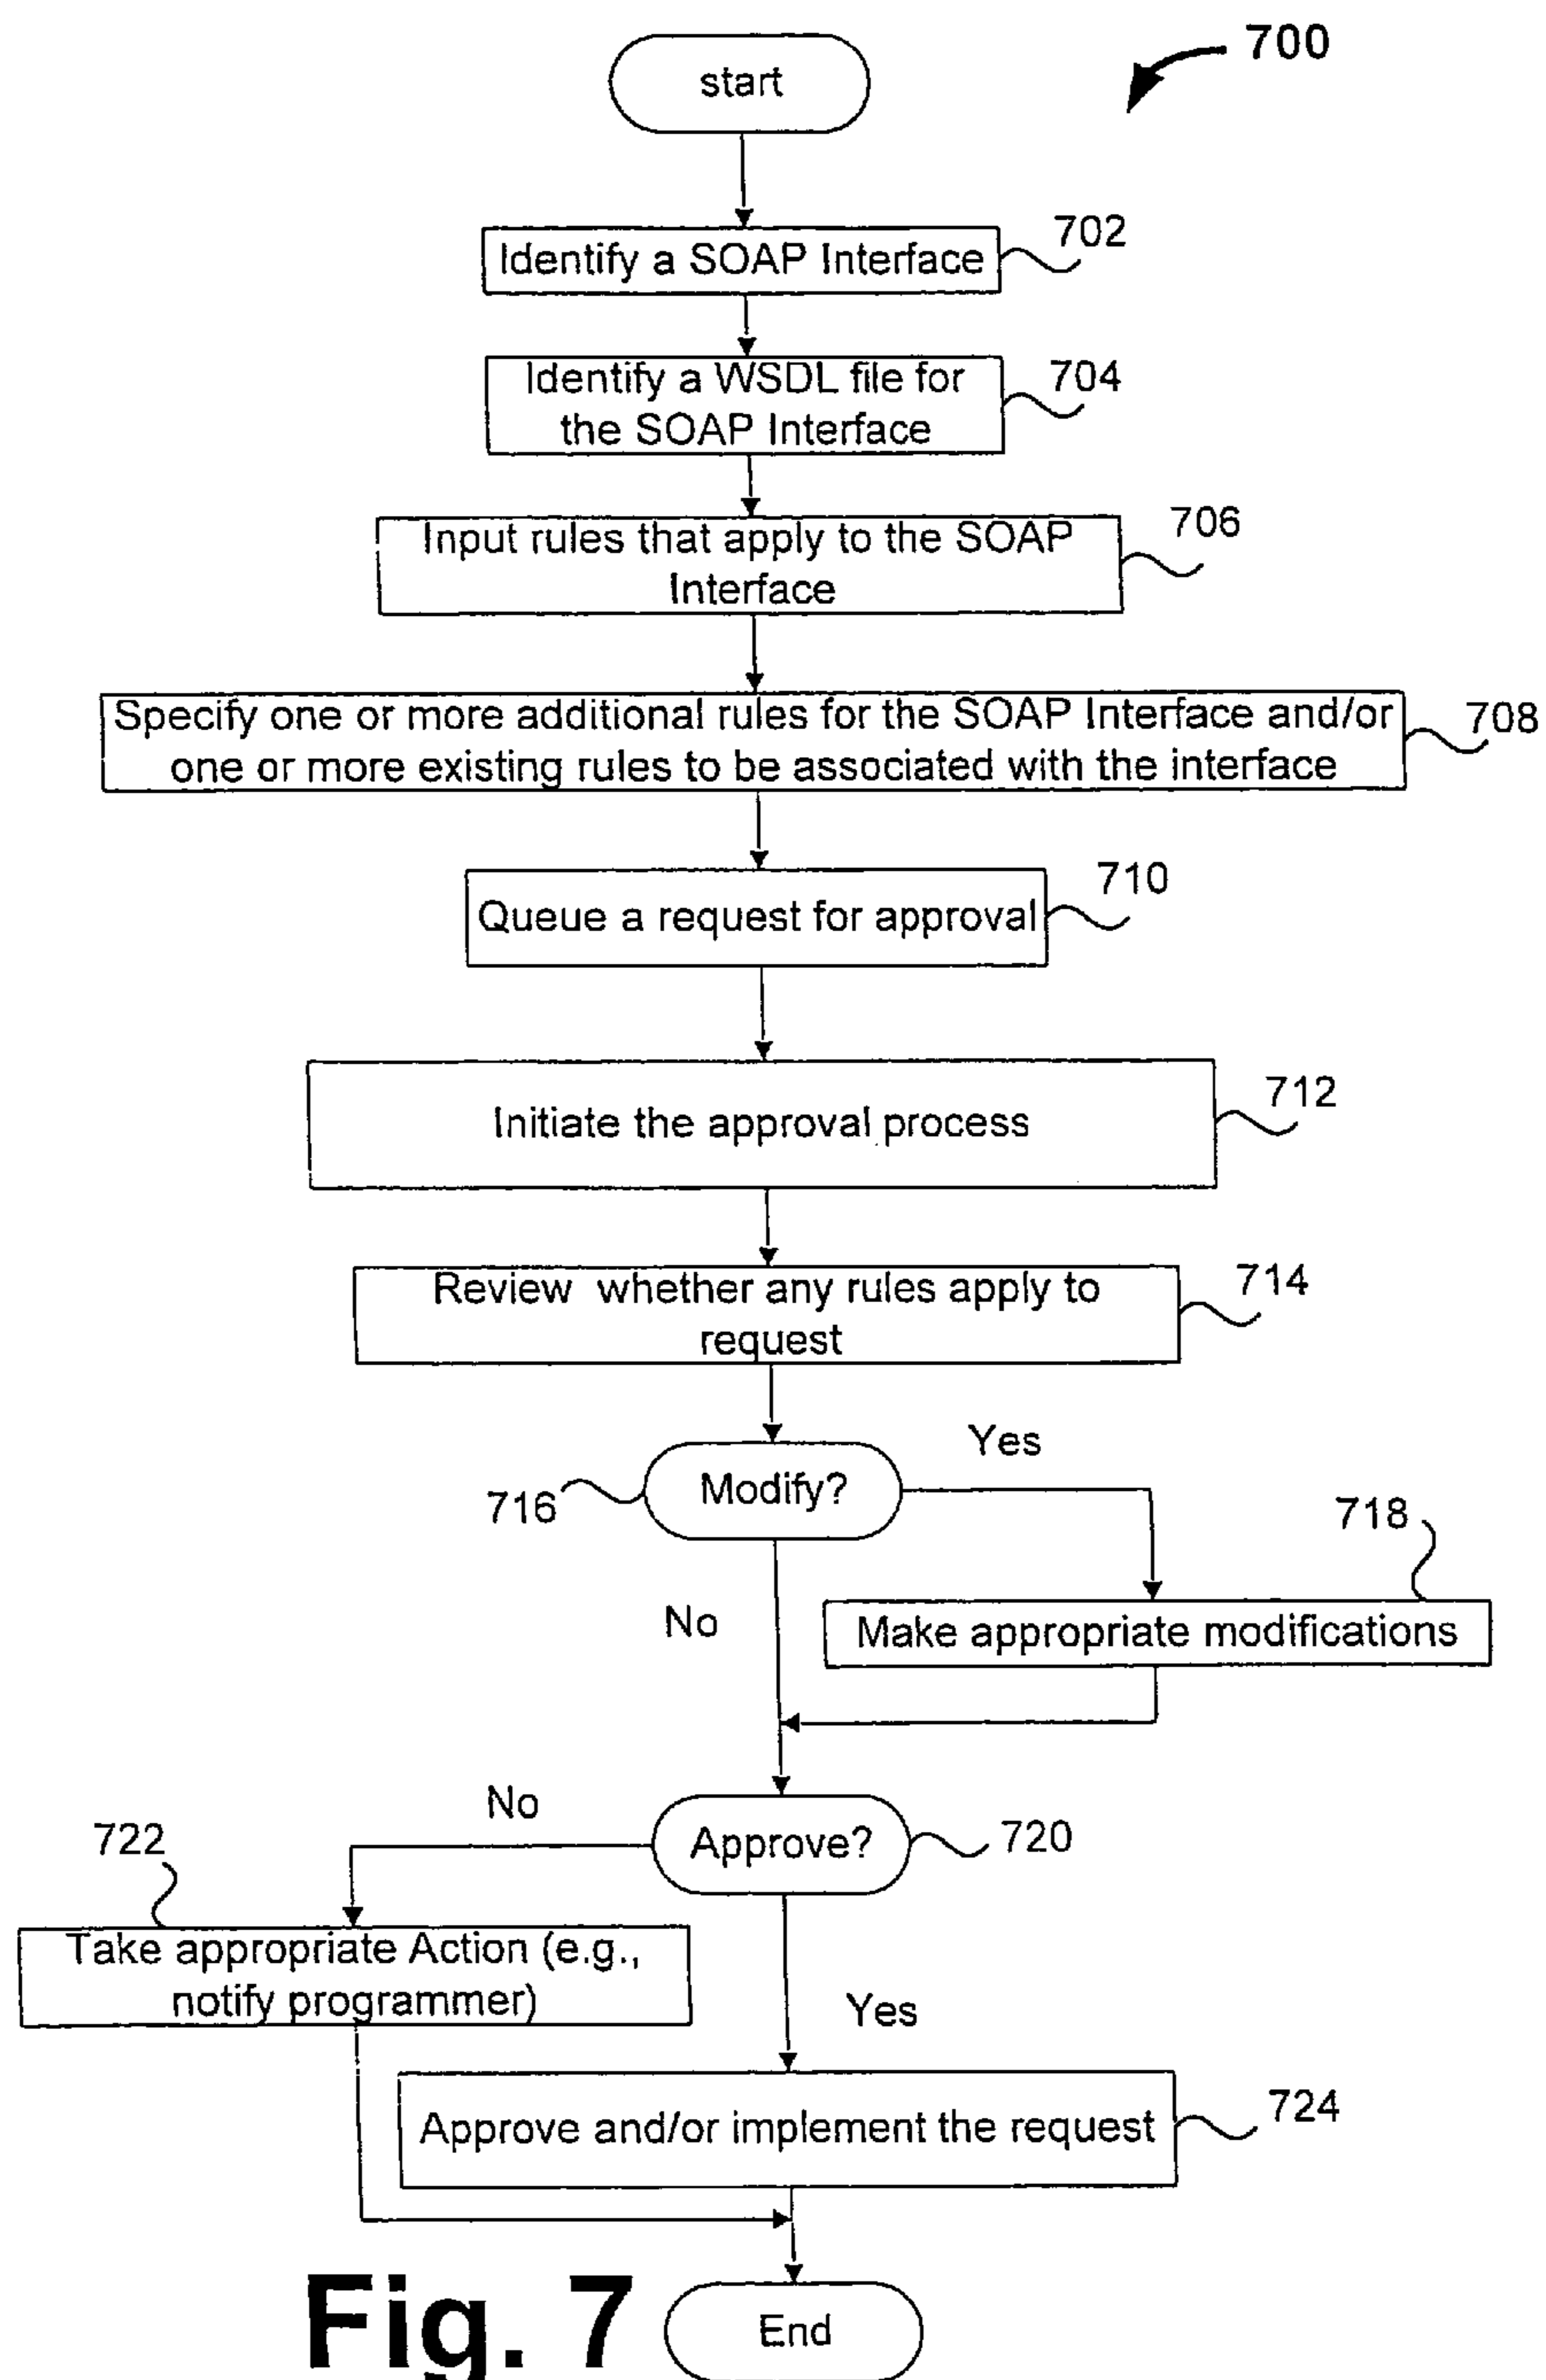 700
start
702
Identify a SOAP Interface
704
Identify a WSDL file for
the SOAP Interface
706
Input rules that apply to the SOAP
Interface
708
Specify one or more additional rules for the SOAP Interface and/or
one or more existing rules to be associated with the interface
710
Queue a request for approval
712
Initiate the approval process
714
Review whether any rules apply to
request
Yes
716
Modify?
718
No
Make appropriate modifications
No
722
Approve?
720
Take appropriate Action (e.g.,
notify programmer)
Yes
724
Approve and/or implement the request
Fig. 7
End